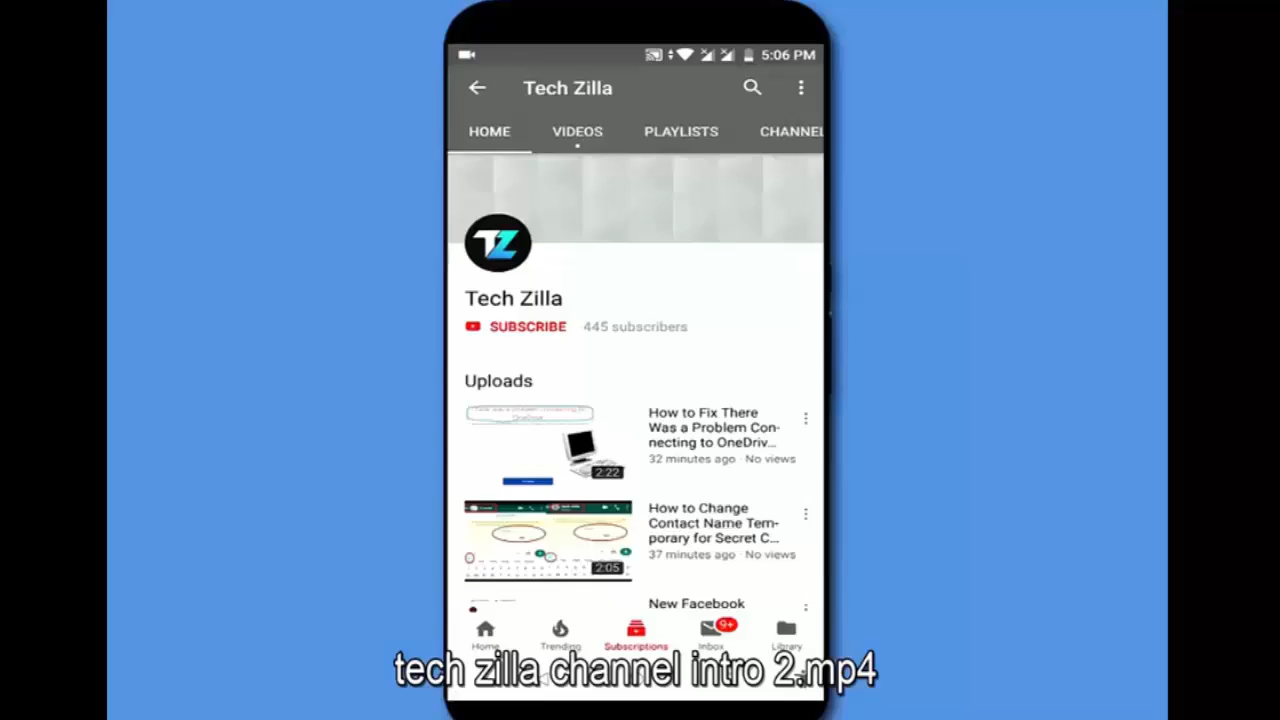 5:06 PM
Tech Zilla
HOME VIDEOS PLAYLISTS CHANNEL
TZ
Tech Zilla
SUBSCRIBE 445 subscribers
Uploads
How to Fix There
Was a Problem Con-
necting to OneDriv...
32 minutes ago · No views
2:22
How to Change
Contact Name Tem-
porary for Secret C...
37 minutes ago · No views
2:05
New Facebook
9+
Home Trending Subscriptions Inbox Library
tech zilla channel intro 2.mp4